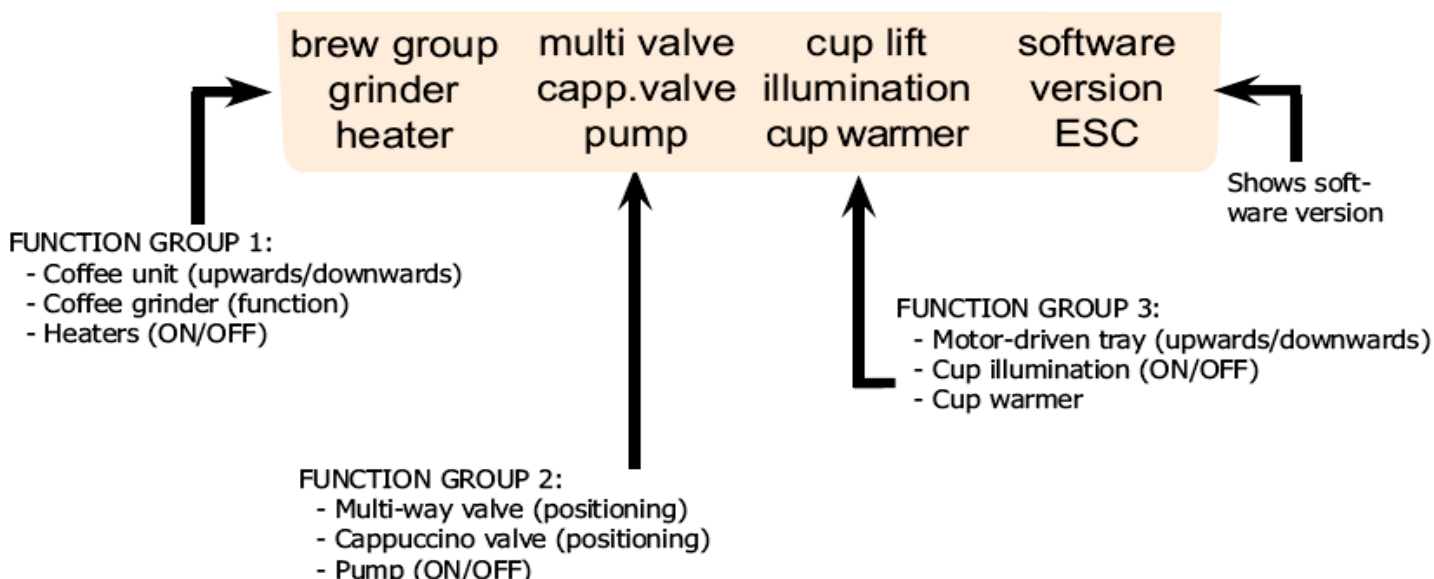 brew group multi valve cup lift software
grinder capp.valve illumination version
heater pump cup warmer ESC
Shows soft-
ware version
FUNCTION GROUP 1:
- Coffee unit (upwards/downwards)
- Coffee grinder (function)
- Heaters (ON/OFF)
FUNCTION GROUP 3:
- Motor-driven tray (upwards/downwards)
- Cup illumination (ON/OFF)
- Cup warmer
FUNCTION GROUP 2:
- Multi-way valve (positioning)
- Cappuccino valve (positioning)
- Pump (ON/OFF)